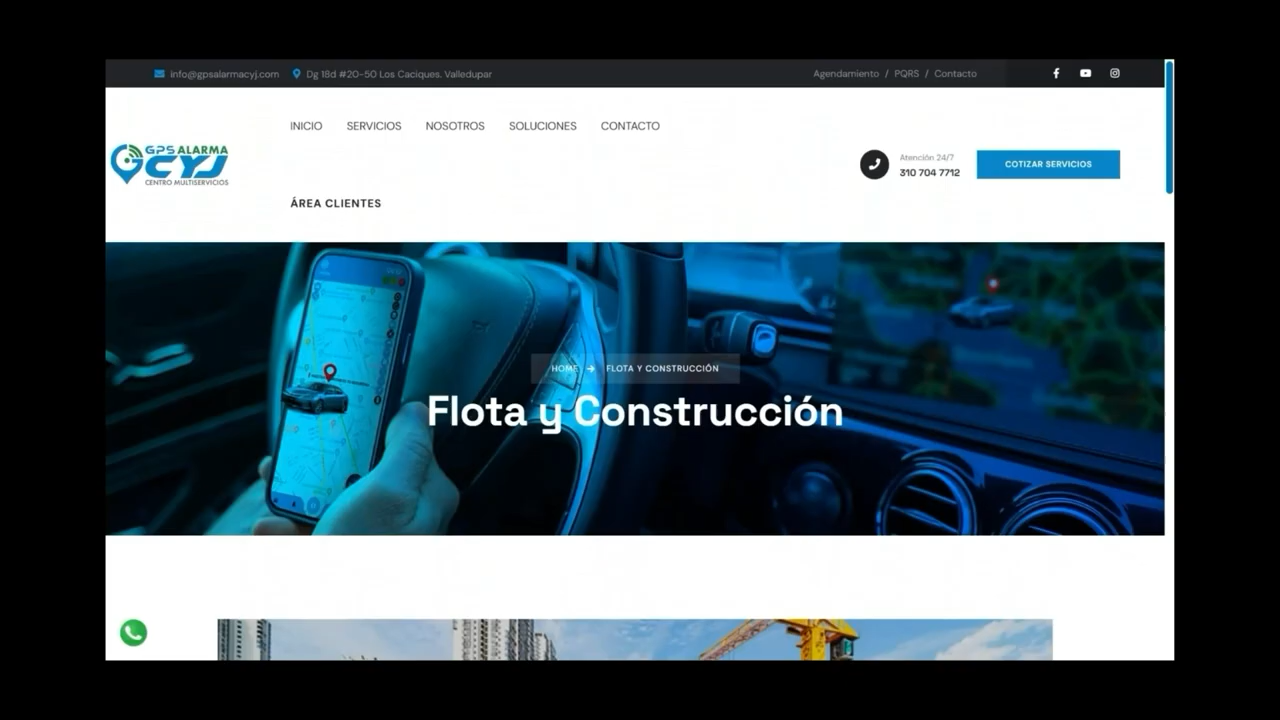 info@gpsalarmacyj.com Dg 18d #20-50 Los Caciques. Valledupar
Agendamiento / PQRS / Contacto
INICIO SERVICIOS NOSOTROS SOLUCIONES CONTACTO
GPS ALARMA
CYJ
CENTRO MULTISERVICIOS
Atención 24/7
310 704 7712
COTIZAR SERVICIOS
ÁREA CLIENTES
HOME → FLOTA Y CONSTRUCCIÓN
Flota y Construcción